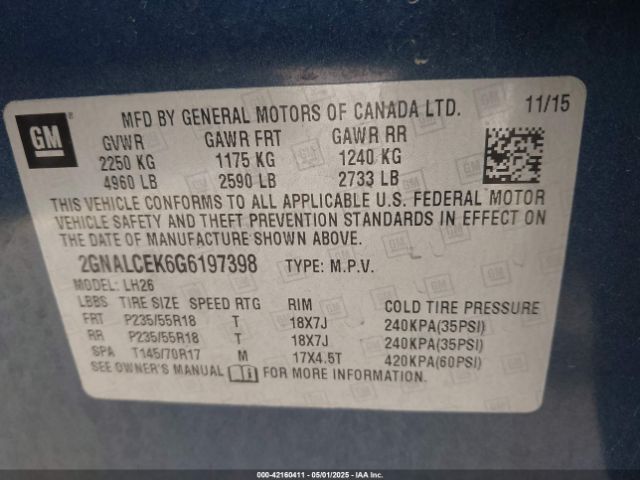 GM
MFD BY GENERAL MOTORS OF CANADA LTD. 11/15
GVWR GAWR FRT GAWR RR
2250 KG 1175 KG 1240 KG
4960 LB 2590 LB 2733 LB
THIS VEHICLE CONFORMS TO ALL APPLICABLE U.S. FEDERAL MOTOR
VEHICLE SAFETY AND THEFT PREVENTION STANDARDS IN EFFECT ON
THE DATE OF MANUFACTURE SHOWN ABOVE.
2GNALCEK6G6197398 TYPE: M.P.V.
MODEL: LH26
LBBS TIRE SIZE SPEED RTG RIM COLD TIRE PRESSURE
FRT P235/55R18 T 18X7J 240KPA(35PSI)
RR P235/55R18 T 18X7J 240KPA(35PSI)
SPA T145/70R17 M 17X4.5T 420KPA(60PSI)
SEE OWNER'S MANUAL FOR MORE INFORMATION.
000-42160411 - 05/01/2025 - IAAI.COM